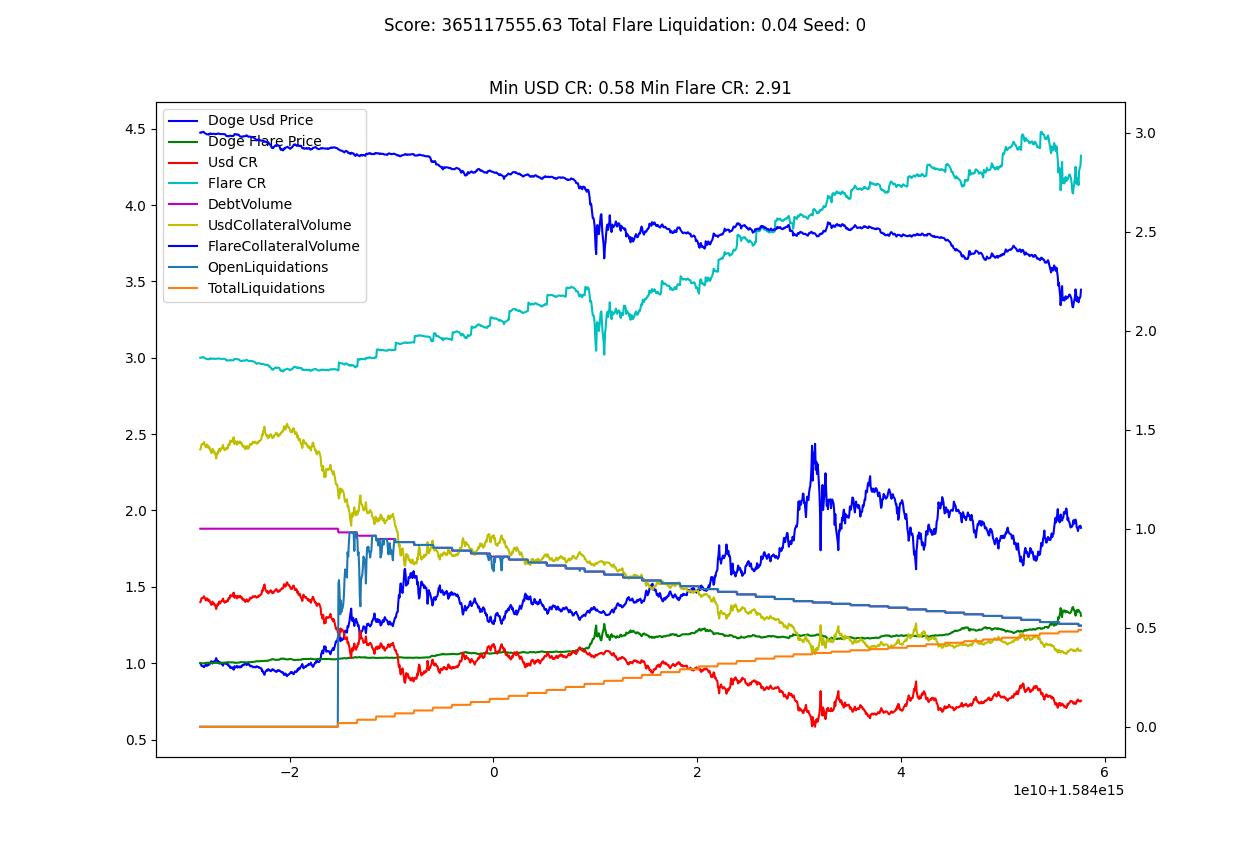 Score: 365117555.63 Total Flare Liquidation: 0.04 Seed: 0
Min USD CR: 0.58 Min Flare CR: 2.91
Doge Usd Price
Doge Flare Price
Usd CR
Flare CR
DebtVolume
UsdCollateralVolume
FlareCollateralVolume
OpenLiquidations
TotalLiquidations
4.5
4.0
3.5
3.0
2.5
2.0
1.5
1.0
0.5
3.0
2.5
2.0
1.5
1.0
0.5
0.0
−2
0
2
4
6
1e10+1.584e15